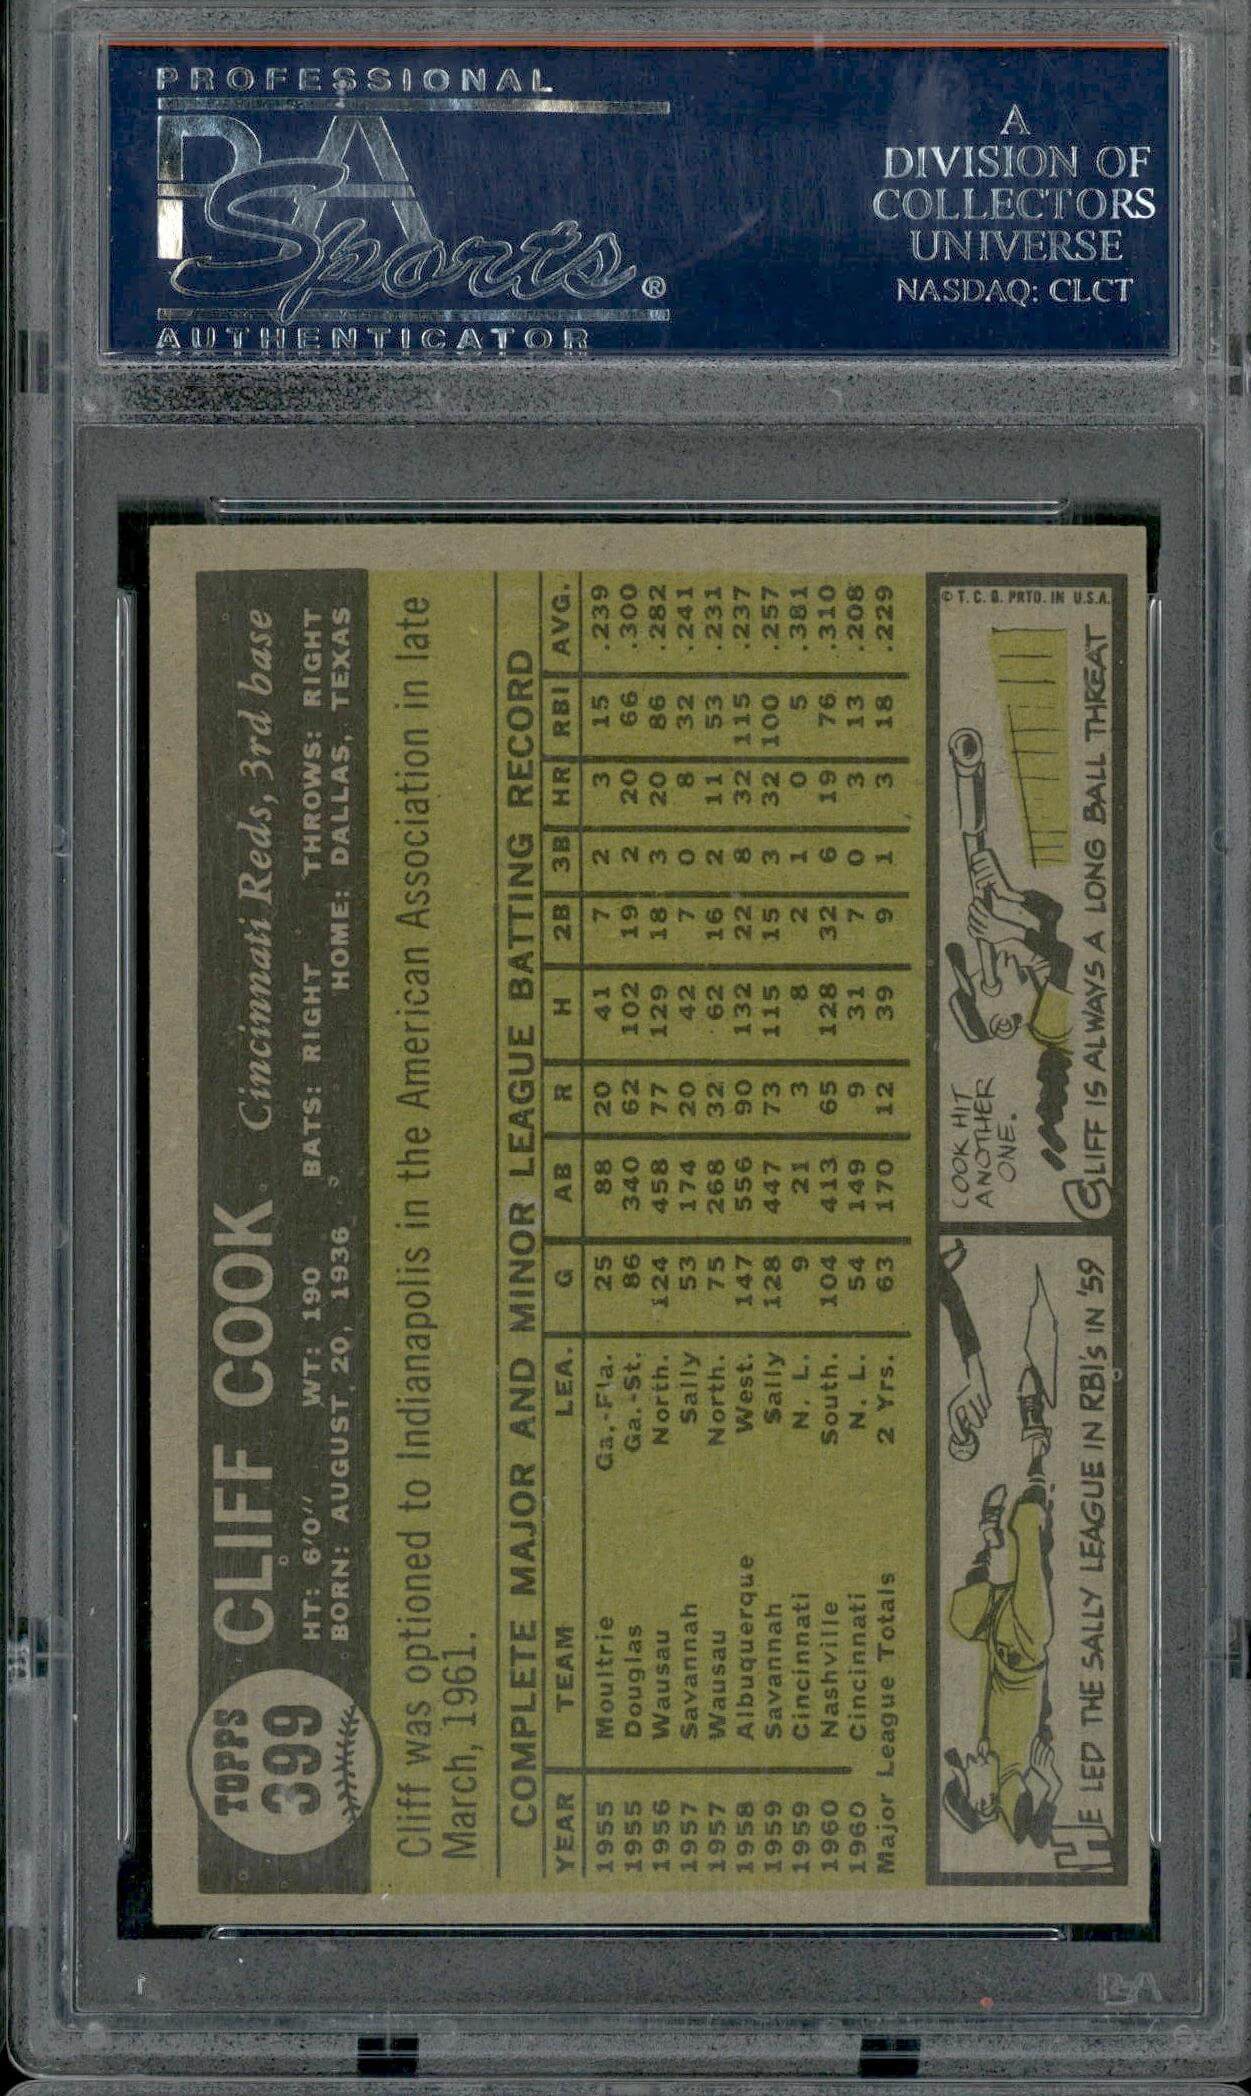 PROFESSIONAL
PSA
Sports®
AUTHENTICATOR
A
DIVISION OF
COLLECTORS
UNIVERSE
NASDAQ: CLCT
TOPPS
399
CLIFF COOK Cincinnati Reds, 3rd base
HT: 6'0'' WT: 190 BATS: RIGHT THROWS: RIGHT
BORN: AUGUST 20, 1936 HOME: DALLAS, TEXAS
Cliff was optioned to Indianapolis in the American Association in late
March, 1961.
COMPLETE MAJOR AND MINOR LEAGUE BATTING RECORD
YEAR TEAM LEA. G AB R H 2B 3B HR RBI AVG.
1955 Moultrie Ga.-Fla. 25 88 20 41 7 2 3 15 .239
1955 Douglas Ga.-St. 86 340 62 102 19 2 20 66 .300
1956 Wausau North. 124 458 77 129 18 3 20 86 .282
1957 Savannah Sally 53 174 20 42 7 0 8 32 .241
1957 Wausau North. 75 268 32 62 16 2 11 53 .231
1958 Albuquerque West. 147 556 90 132 22 8 32 115 .237
1959 Savannah Sally 128 447 73 115 15 3 32 100 .257
1959 Cincinnati N. L. 9 21 3 8 2 1 0 5 .381
1960 Nashville South. 104 413 65 128 32 6 19 76 .310
1960 Cincinnati N. L. 54 149 9 31 7 0 3 13 .208
Major League Totals 2 Yrs. 63 170 12 39 9 1 3 18 .229
HE LED THE SALLY LEAGUE IN RBI'S IN '59
LOOK HIT
ANOTHER
ONE.
CLIFF IS ALWAYS A LONG BALL THREAT
© T. C. G. PRTD. IN U.S.A.
PSA